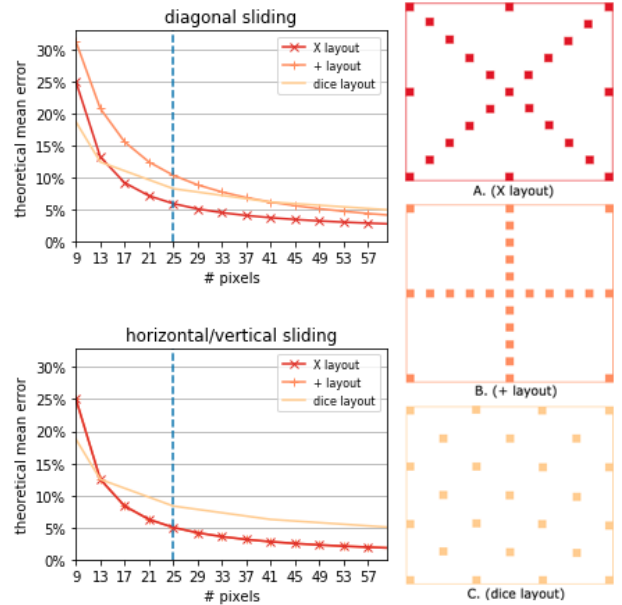 diagonal sliding
theoretical mean error
30%
25%
20%
15%
10%
5%
0%
X layout
+ layout
dice layout
9 13 17 21 25 29 33 37 41 45 49 53 57
# pixels
A. (X layout)
B. (+ layout)
horizontal/vertical sliding
theoretical mean error
30%
25%
20%
15%
10%
5%
0%
X layout
+ layout
dice layout
9 13 17 21 25 29 33 37 41 45 49 53 57
# pixels
C. (dice layout)